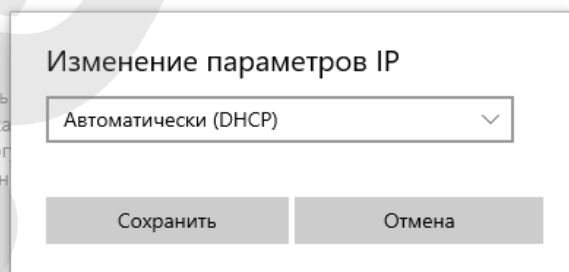 Изменение параметров IP
Автоматически (DHCP)
Сохранить
Отмена